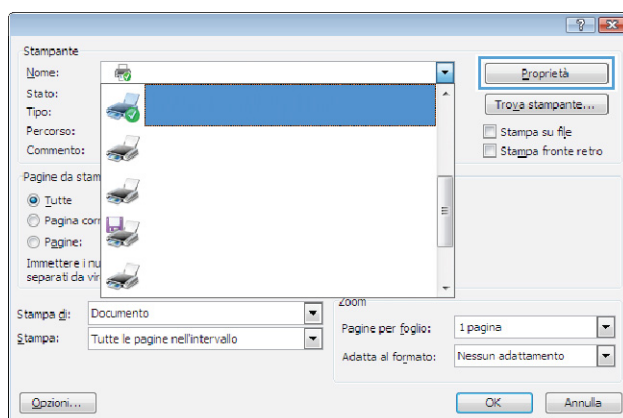 Stampante
Nome:
Proprietà
Stato:
Tipo:
Trova stampante...
Percorso:
Stampa su file
Commento:
Stampa fronte retro
Pagine da stam
Tutte
Pagina corr
Pagine:
Immettere i nu
separati da vir
Stampa di: Documento
Stampa: Tutte le pagine nell'intervallo
Zoom
Pagine per foglio: 1 pagina
Adatta al formato: Nessun adattamento
Opzioni...
OK
Annulla